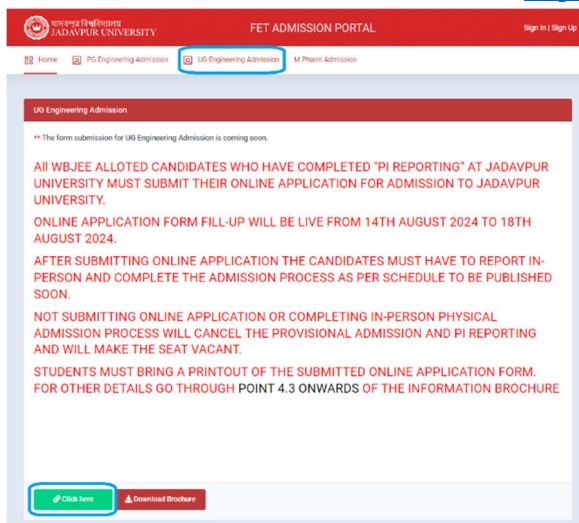 যাদবপুর বিশ্ববিদ্যালয়
JADAVPUR UNIVERSITY
FET ADMISSION PORTAL
Sign In | Sign Up
Home
PG Engineering Admission
UG Engineering Admission
M.Pharm Admission
UG Engineering Admission
** The form submission for UG Engineering Admission is coming soon.
All WBJEE ALLOTED CANDIDATES WHO HAVE COMPLETED "PI REPORTING" AT JADAVPUR
UNIVERSITY MUST SUBMIT THEIR ONLINE APPLICATION FOR ADMISSION TO JADAVPUR
UNIVERSITY.
ONLINE APPLICATION FORM FILL-UP WILL BE LIVE FROM 14TH AUGUST 2024 TO 18TH
AUGUST 2024.
AFTER SUBMITTING ONLINE APPLICATION THE CANDIDATES MUST HAVE TO REPORT IN-
PERSON AND COMPLETE THE ADMISSION PROCESS AS PER SCHEDULE TO BE PUBLISHED
SOON.
NOT SUBMITTING ONLINE APPLICATION OR COMPLETING IN-PERSON PHYSICAL
ADMISSION PROCESS WILL CANCEL THE PROVISIONAL ADMISSION AND PI REPORTING
AND WILL MAKE THE SEAT VACANT.
STUDENTS MUST BRING A PRINTOUT OF THE SUBMITTED ONLINE APPLICATION FORM.
FOR OTHER DETAILS GO THROUGH POINT 4.3 ONWARDS OF THE INFORMATION BROCHURE
Click here
Download Brochure